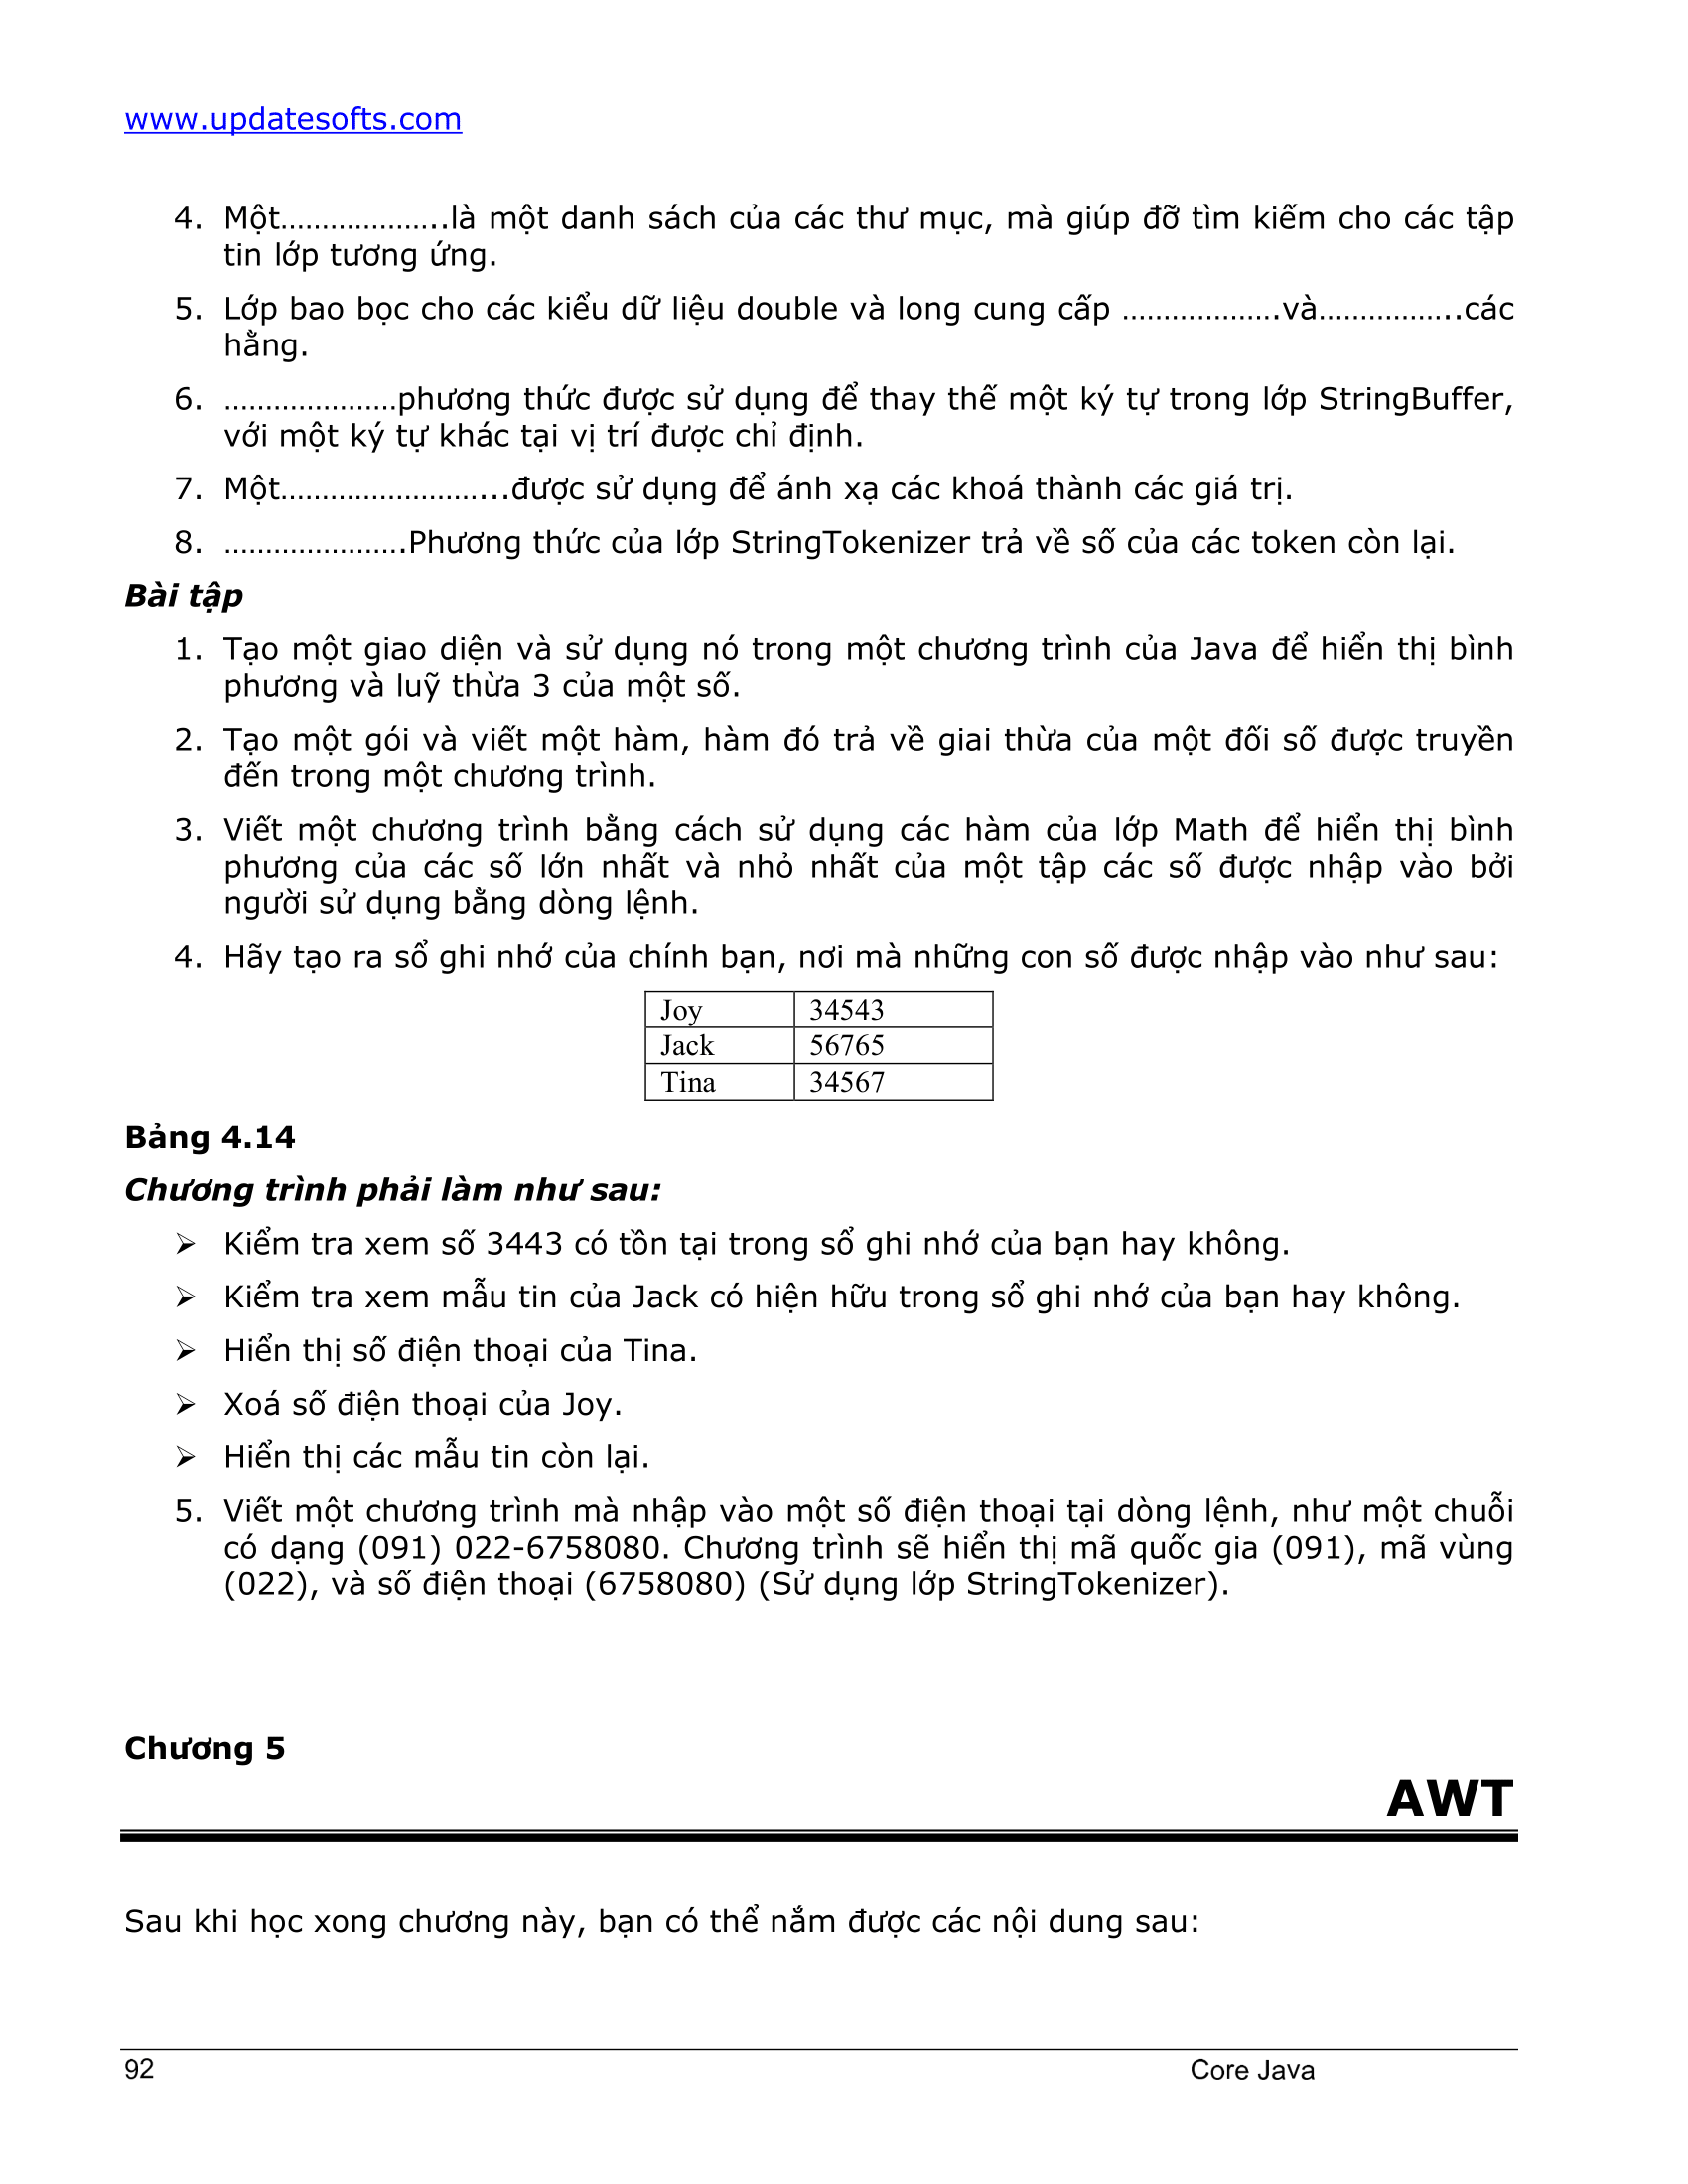 www.updatesofts.com
4. Một………………..là một danh sách của các thư mục, mà giúp đỡ tìm kiếm cho các tập
tin lớp tương ứng.
5. Lớp bao bọc cho các kiểu dữ liệu double và long cung cấp ……………….và……………..các
hằng.
6. …………………phương thức được sử dụng để thay thế một ký tự trong lớp StringBuffer,
với một ký tự khác tại vị trí được chỉ định.
7. Một……………………...được sử dụng để ánh xạ các khoá thành các giá trị.
8. ………………….Phương thức của lớp StringTokenizer trả về số của các token còn lại.
Bài tập
1. Tạo một giao diện và sử dụng nó trong một chương trình của Java để hiển thị bình
phương và luỹ thừa 3 của một số.
2. Tạo một gói và viết một hàm, hàm đó trả về giai thừa của một đối số được truyền
đến trong một chương trình.
3. Viết một chương trình bằng cách sử dụng các hàm của lớp Math để hiển thị bình
phương của các số lớn nhất và nhỏ nhất của một tập các số được nhập vào bởi
người sử dụng bằng dòng lệnh.
4. Hãy tạo ra sổ ghi nhớ của chính bạn, nơi mà những con số được nhập vào như sau:
Joy 34543
Jack 56765
Tina 34567
Bảng 4.14
Chương trình phải làm như sau:
➢ Kiểm tra xem số 3443 có tồn tại trong sổ ghi nhớ của bạn hay không.
➢ Kiểm tra xem mẫu tin của Jack có hiện hữu trong sổ ghi nhớ của bạn hay không.
➢ Hiển thị số điện thoại của Tina.
➢ Xoá số điện thoại của Joy.
➢ Hiển thị các mẫu tin còn lại.
5. Viết một chương trình mà nhập vào một số điện thoại tại dòng lệnh, như một chuỗi
có dạng (091) 022-6758080. Chương trình sẽ hiển thị mã quốc gia (091), mã vùng
(022), và số điện thoại (6758080) (Sử dụng lớp StringTokenizer).
Chương 5
AWT
Sau khi học xong chương này, bạn có thể nắm được các nội dung sau:
92 Core Java